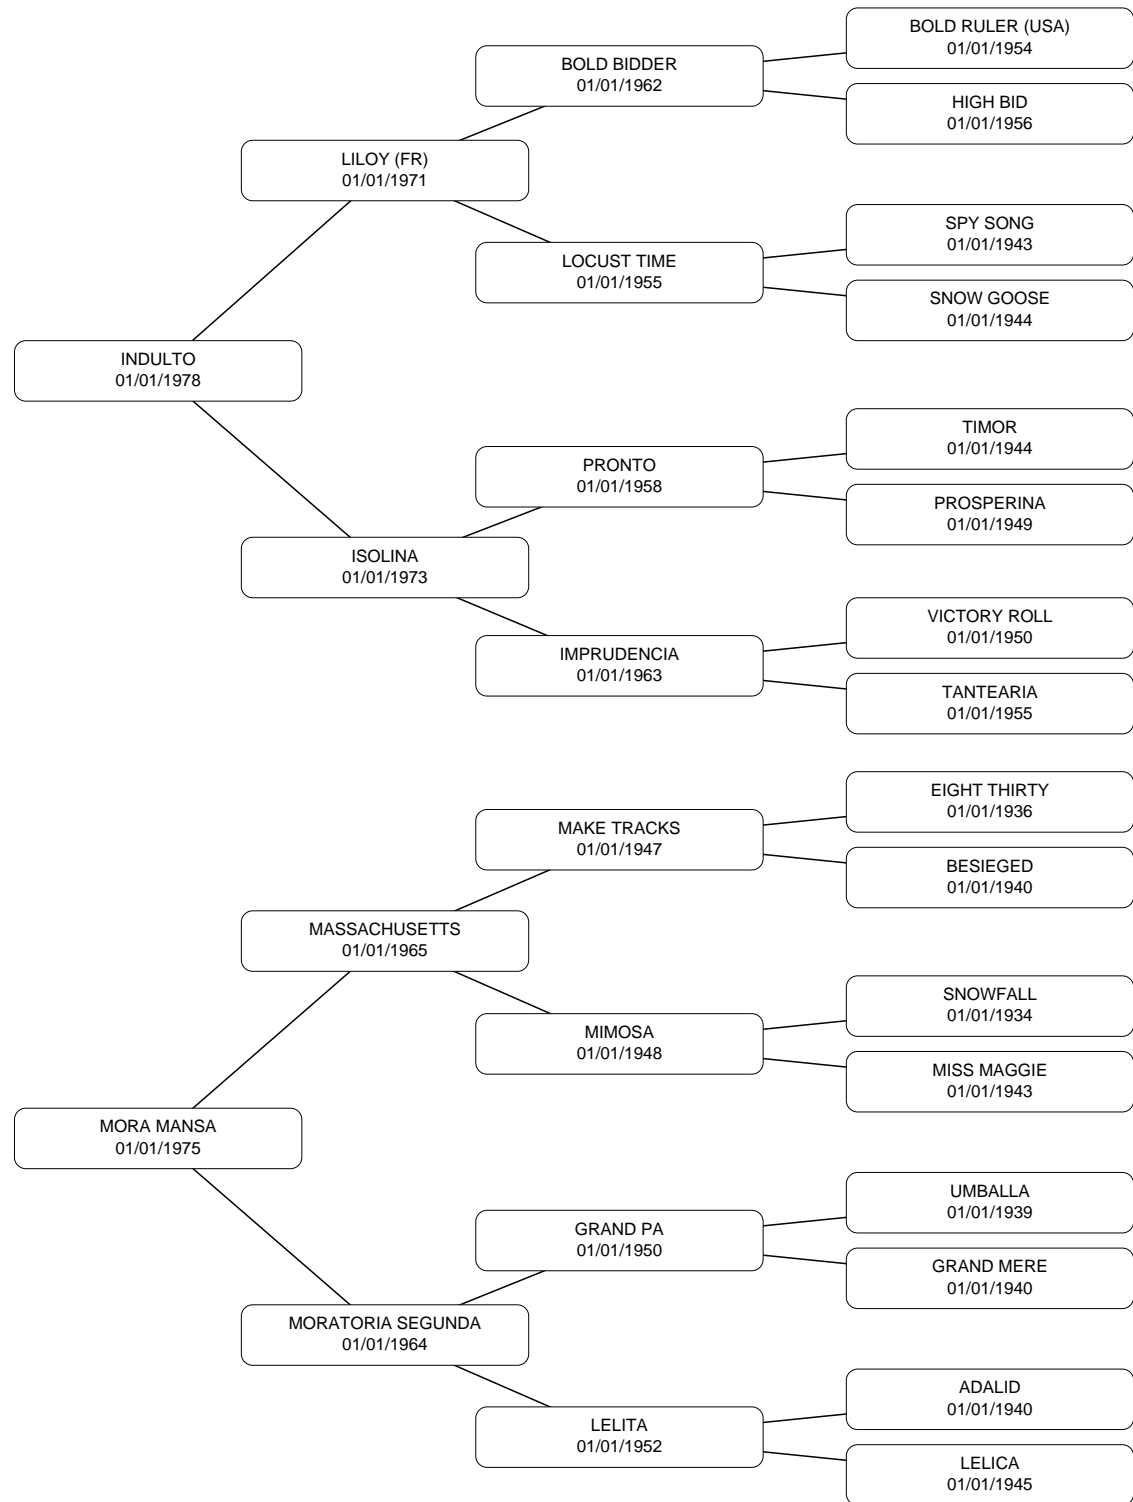 BOLD RULER (USA)
01/01/1954
BOLD BIDDER
01/01/1962
HIGH BID
01/01/1956
LILOY (FR)
01/01/1971
SPY SONG
01/01/1943
LOCUST TIME
01/01/1955
SNOW GOOSE
01/01/1944
INDULTO
01/01/1978
TIMOR
01/01/1944
PRONTO
01/01/1958
PROSPERINA
01/01/1949
ISOLINA
01/01/1973
VICTORY ROLL
01/01/1950
IMPRUDENCIA
01/01/1963
TANTEARIA
01/01/1955
EIGHT THIRTY
01/01/1936
MAKE TRACKS
01/01/1947
BESIEGED
01/01/1940
MASSACHUSETTS
01/01/1965
SNOWFALL
01/01/1934
MIMOSA
01/01/1948
MISS MAGGIE
01/01/1943
MORA MANSA
01/01/1975
UMBALLA
01/01/1939
GRAND PA
01/01/1950
GRAND MERE
01/01/1940
MORATORIA SEGUNDA
01/01/1964
ADALID
01/01/1940
LELITA
01/01/1952
LELICA
01/01/1945